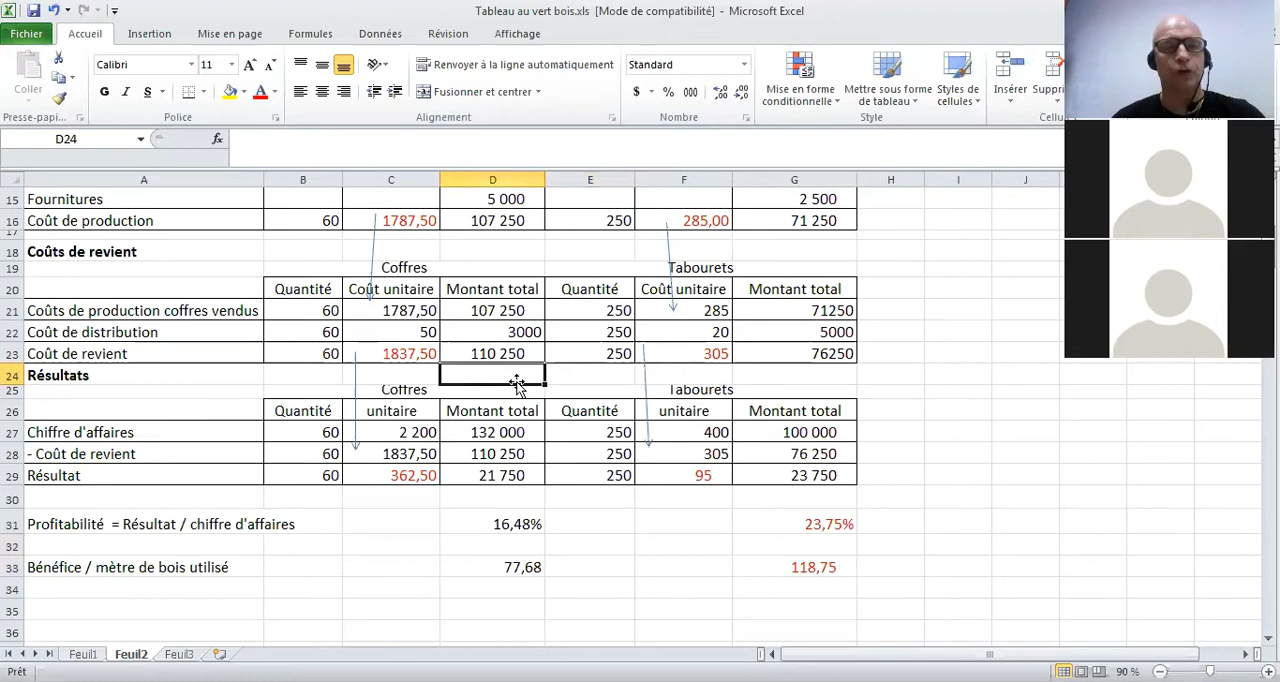 Tableau au vert bois.xls [Mode de compatibilité] - Microsoft Excel
Fichier Accueil Insertion Mise en page Formules Données Révision Affichage
Calibri 11 Renvoyer à la ligne automatiquement Standard
Coller G I S Fusionner et centrer $ % 000 Mise en forme conditionnelle Mettre sous forme de tableau Styles de cellules Insérer
Presse-papi... Police Alignement Nombre Style
D24 fx
A B C D E F G H I J
15 Fournitures 5 000 2 500
16 Coût de production 60 1787,50 107 250 250 285,00 71 250
17
18 Coûts de revient
19 Coffres Tabourets
20 Quantité Coût unitaire Montant total Quantité Coût unitaire Montant total
21 Coûts de production coffres vendus 60 1787,50 107 250 250 285 71250
22 Coût de distribution 60 50 3000 250 20 5000
23 Coût de revient 60 1837,50 110 250 250 305 76250
24 Résultats
25 Coffres Tabourets
26 Quantité unitaire Montant total Quantité unitaire Montant total
27 Chiffre d'affaires 60 2 200 132 000 250 400 100 000
28 - Coût de revient 60 1837,50 110 250 250 305 76 250
29 Résultat 60 362,50 21 750 250 95 23 750
30
31 Profitabilité = Résultat / chiffre d'affaires 16,48% 23,75%
32
33 Bénéfice / mètre de bois utilisé 77,68 118,75
34
35
36
Feuil1 Feuil2 Feuil3
Prêt 90 %